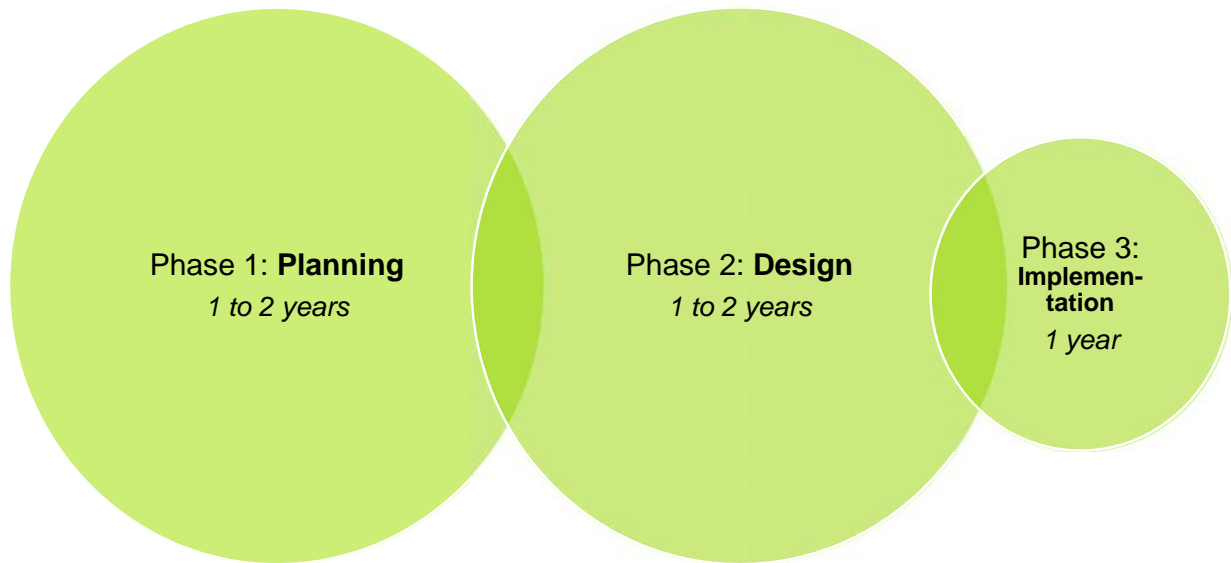 Phase 1: Planning
1 to 2 years
Phase 2: Design
1 to 2 years
Phase 3:
Implemen-
tation
1 year